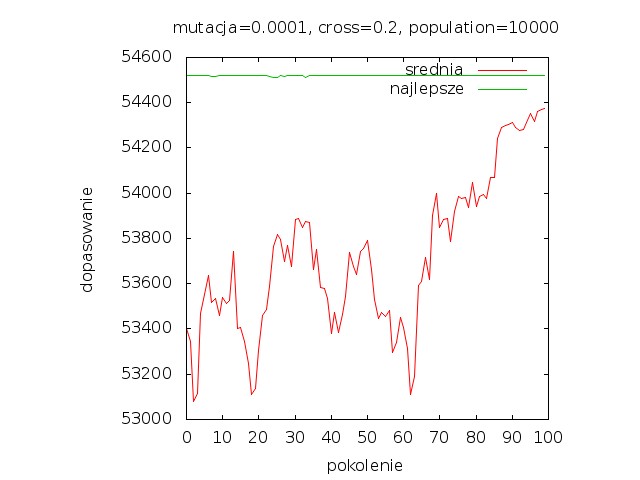 mutacja=0.0001, cross=0.2, population=10000
54600
54400
54200
54000
53800
53600
53400
53200
53000
0 10 20 30 40 50 60 70 80 90 100
srednia
najlepsze
dopasowanie
pokolenie